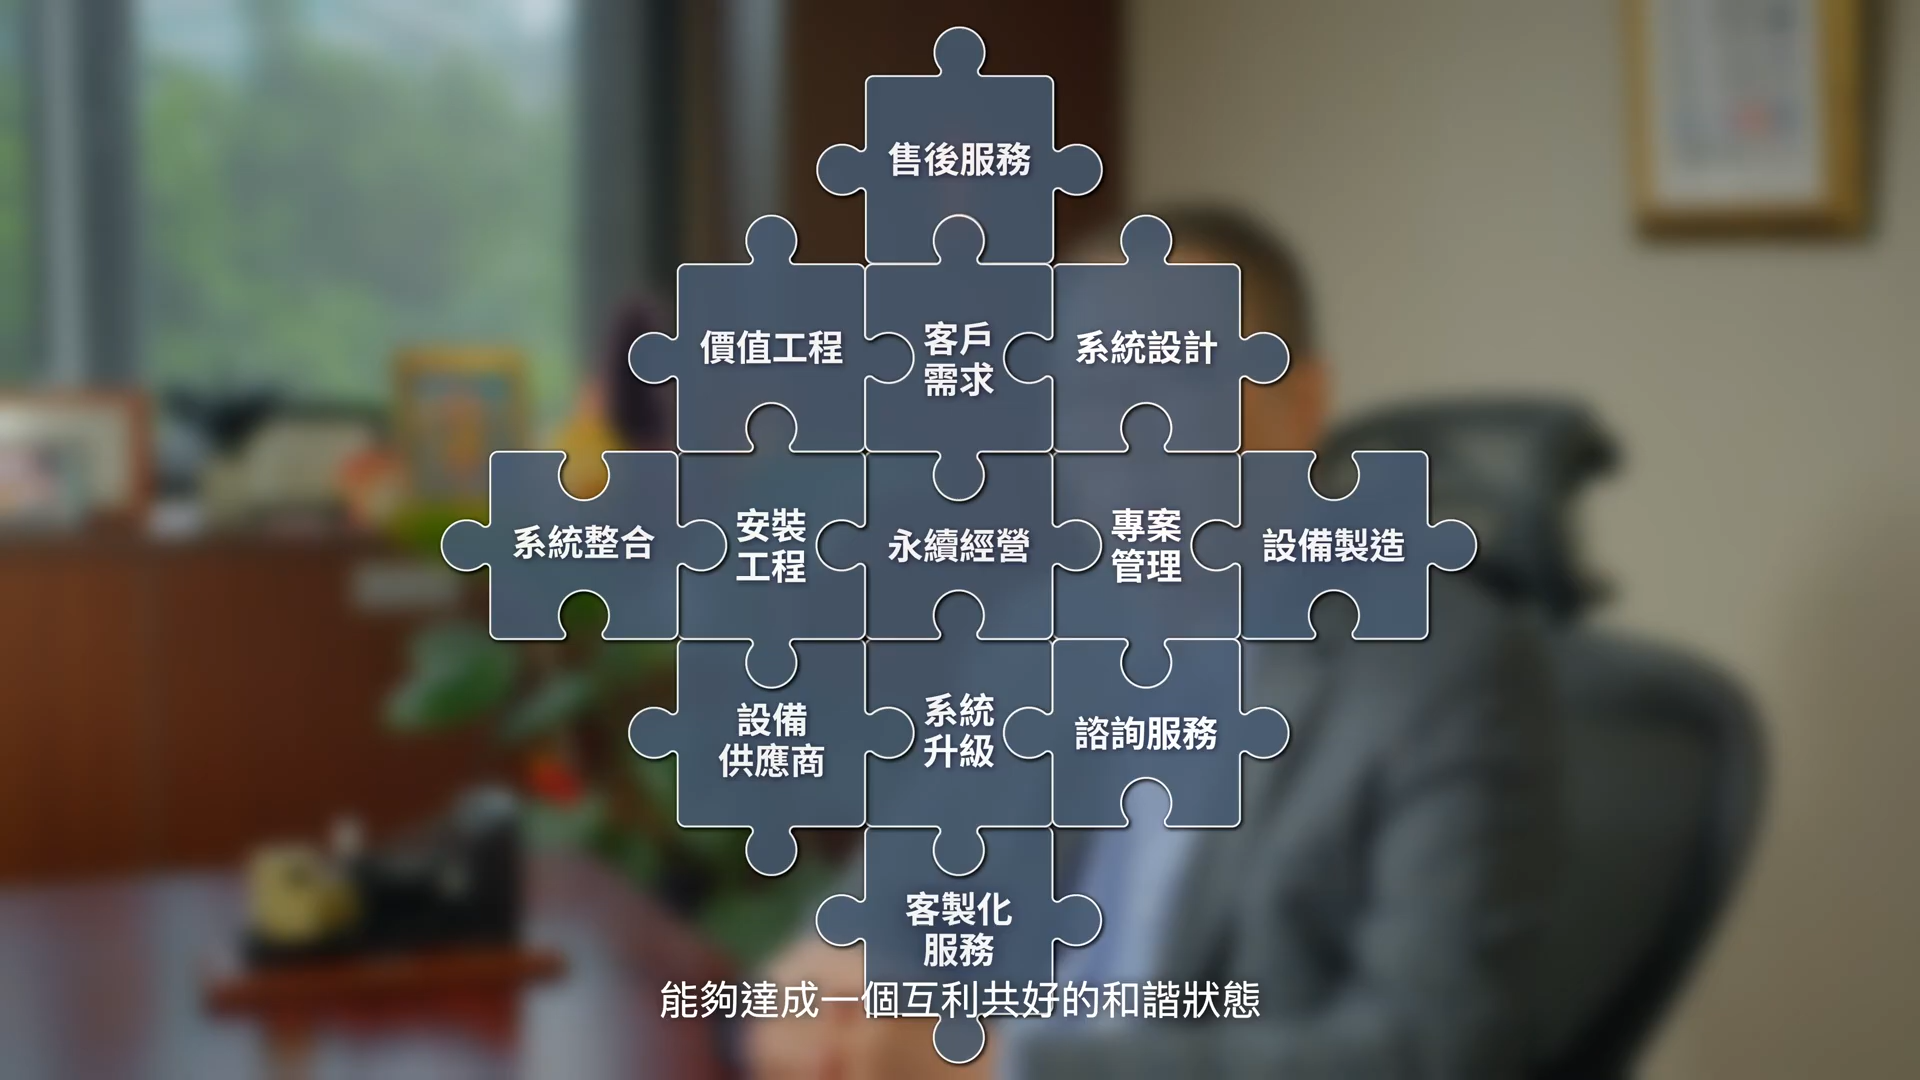 售後服務
價值工程
客戶
需求
系統設計
系統整合
安裝
工程
永續經營
專案
管理
設備製造
設備
供應商
系統
升級
諮詢服務
客製化
服務
能夠達成一個互利共好的和諧狀態